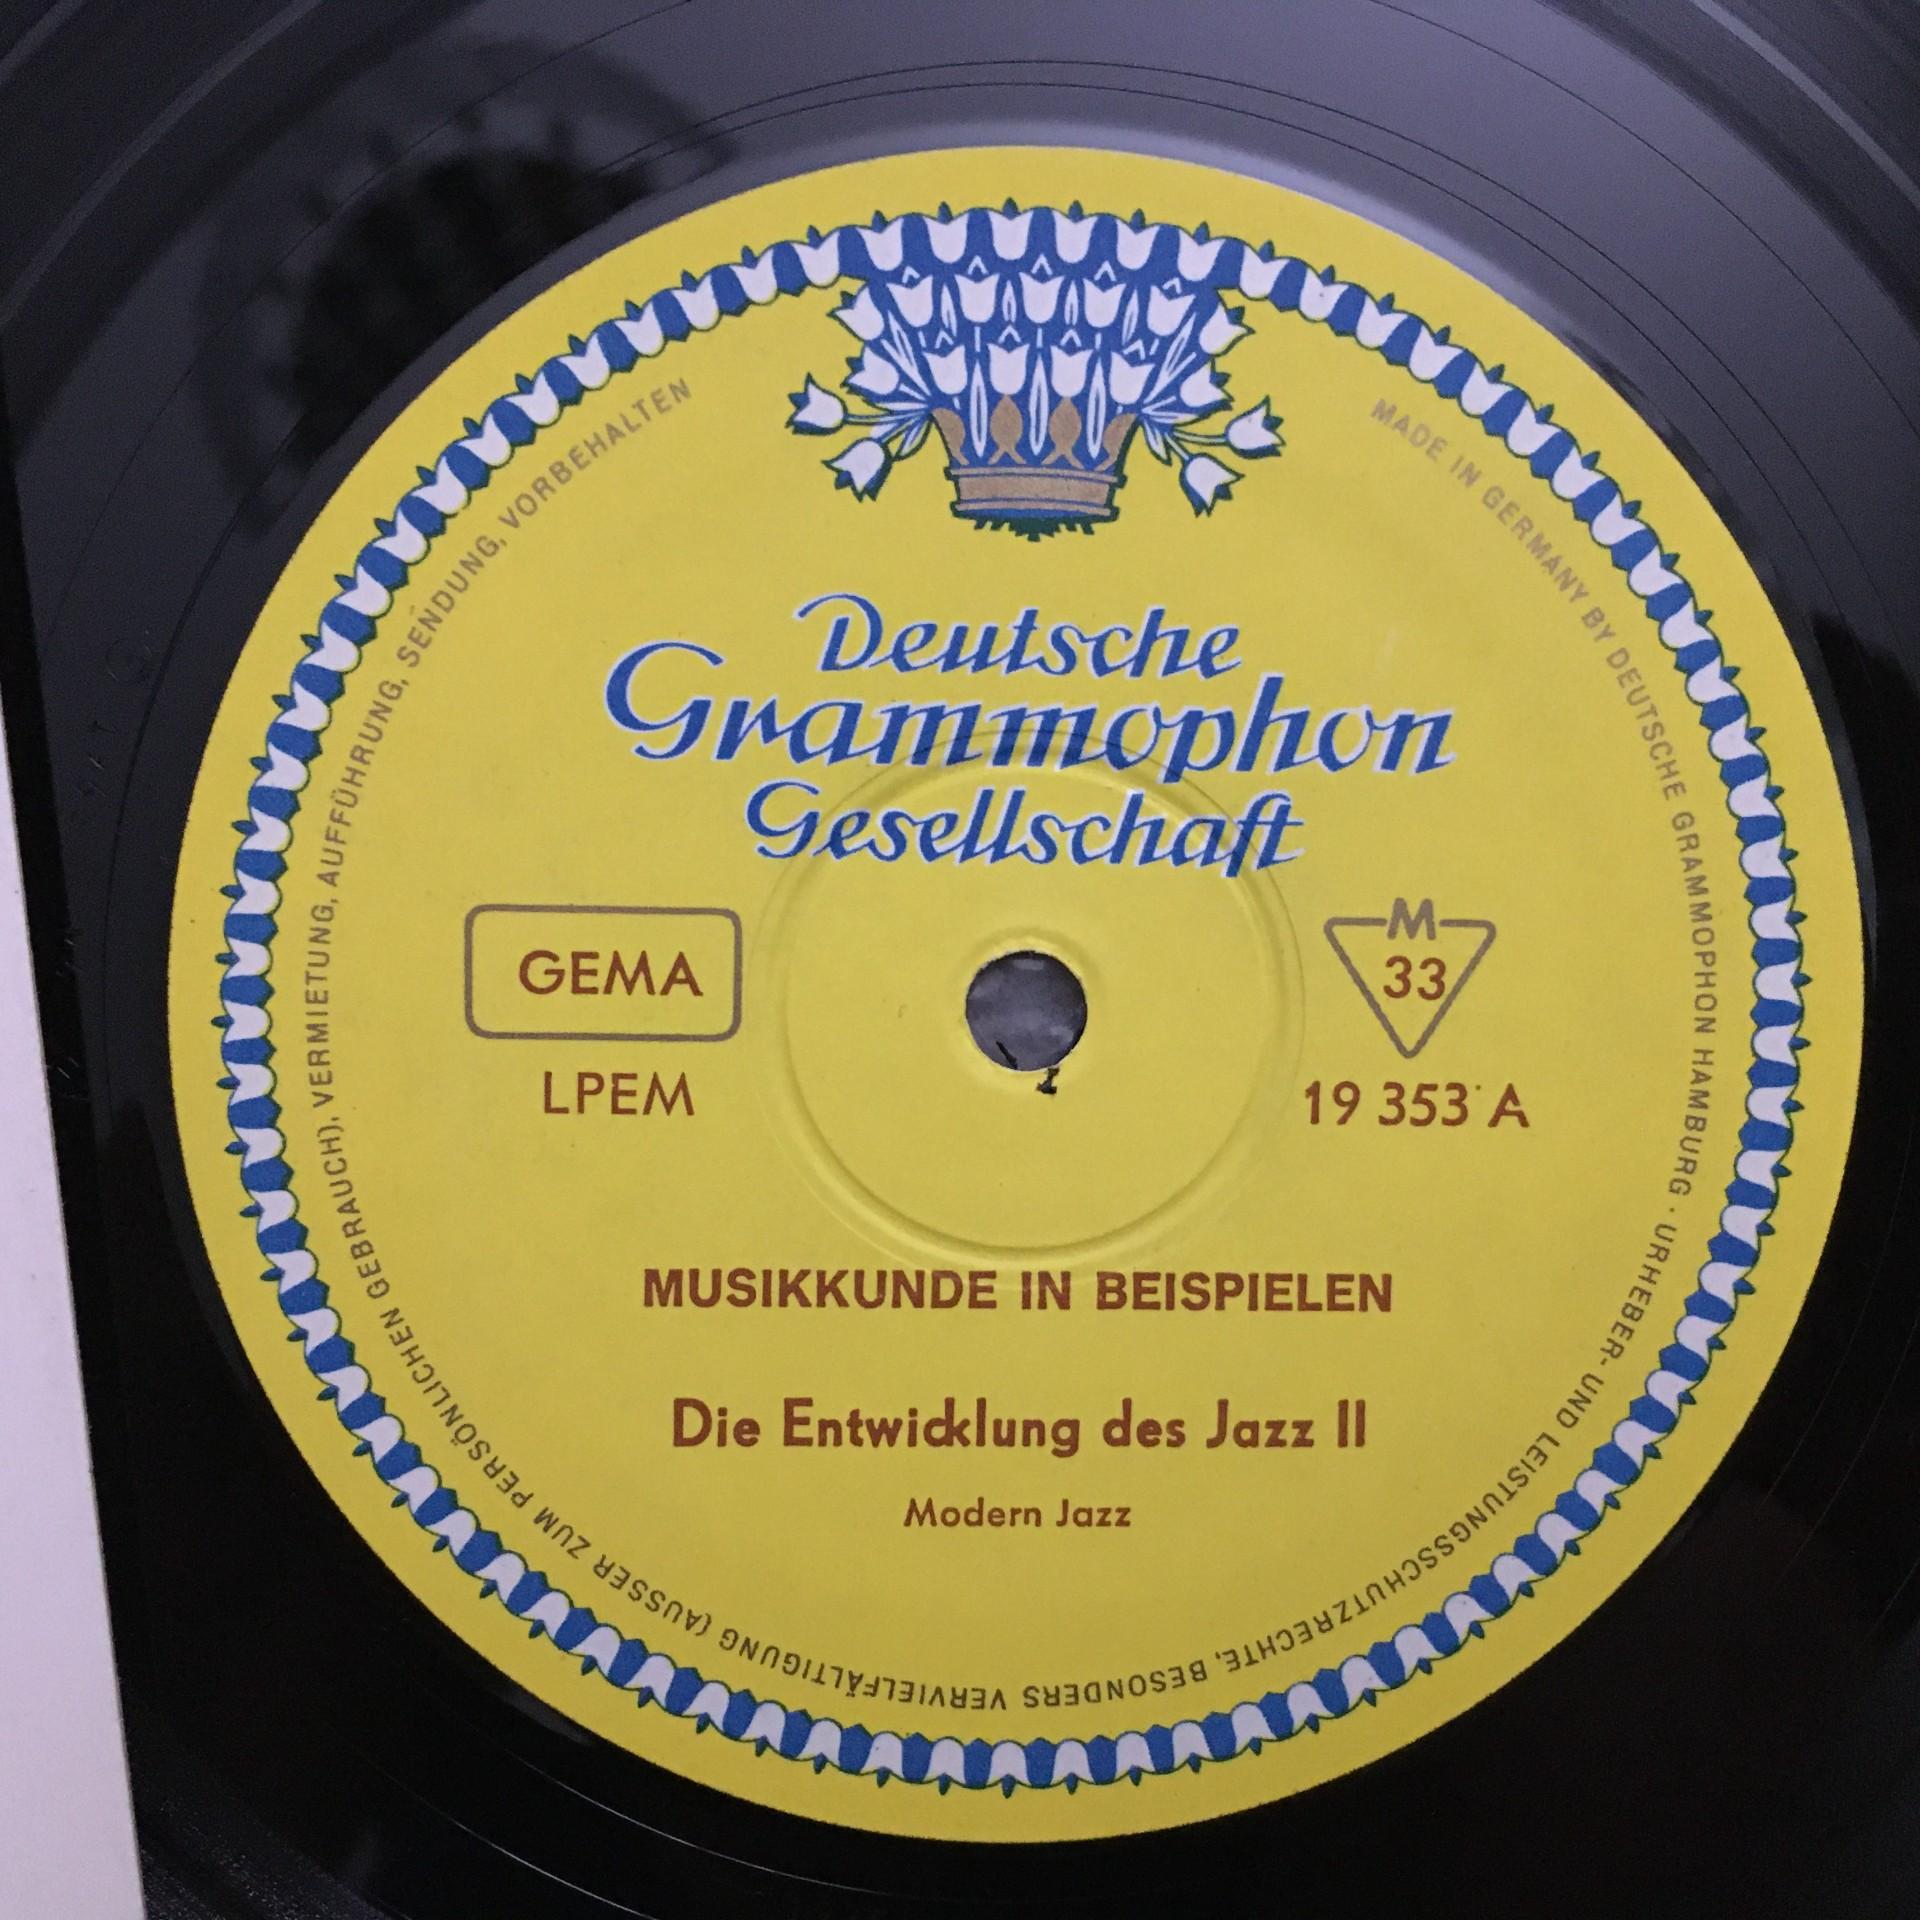 Deutsche
Grammophon
Gesellschaft
GEMA
LPEM
M
33
19 353 A
MUSIKKUNDE IN BEISPIELEN
Die Entwicklung des Jazz II
Modern Jazz
MADE IN GERMANY BY DEUTSCHE GRAMMOPHON HAMBURG · URHEBER- UND LEISTUNGSSCHUTZRECHTE, BESONDERS VERVIELFÄLTIGUNG (AUSSER ZUM PERSÖNLICHEN GEBRAUCH), VERMIETUNG, AUFFÜHRUNG, SENDUNG, VORBEHALTEN